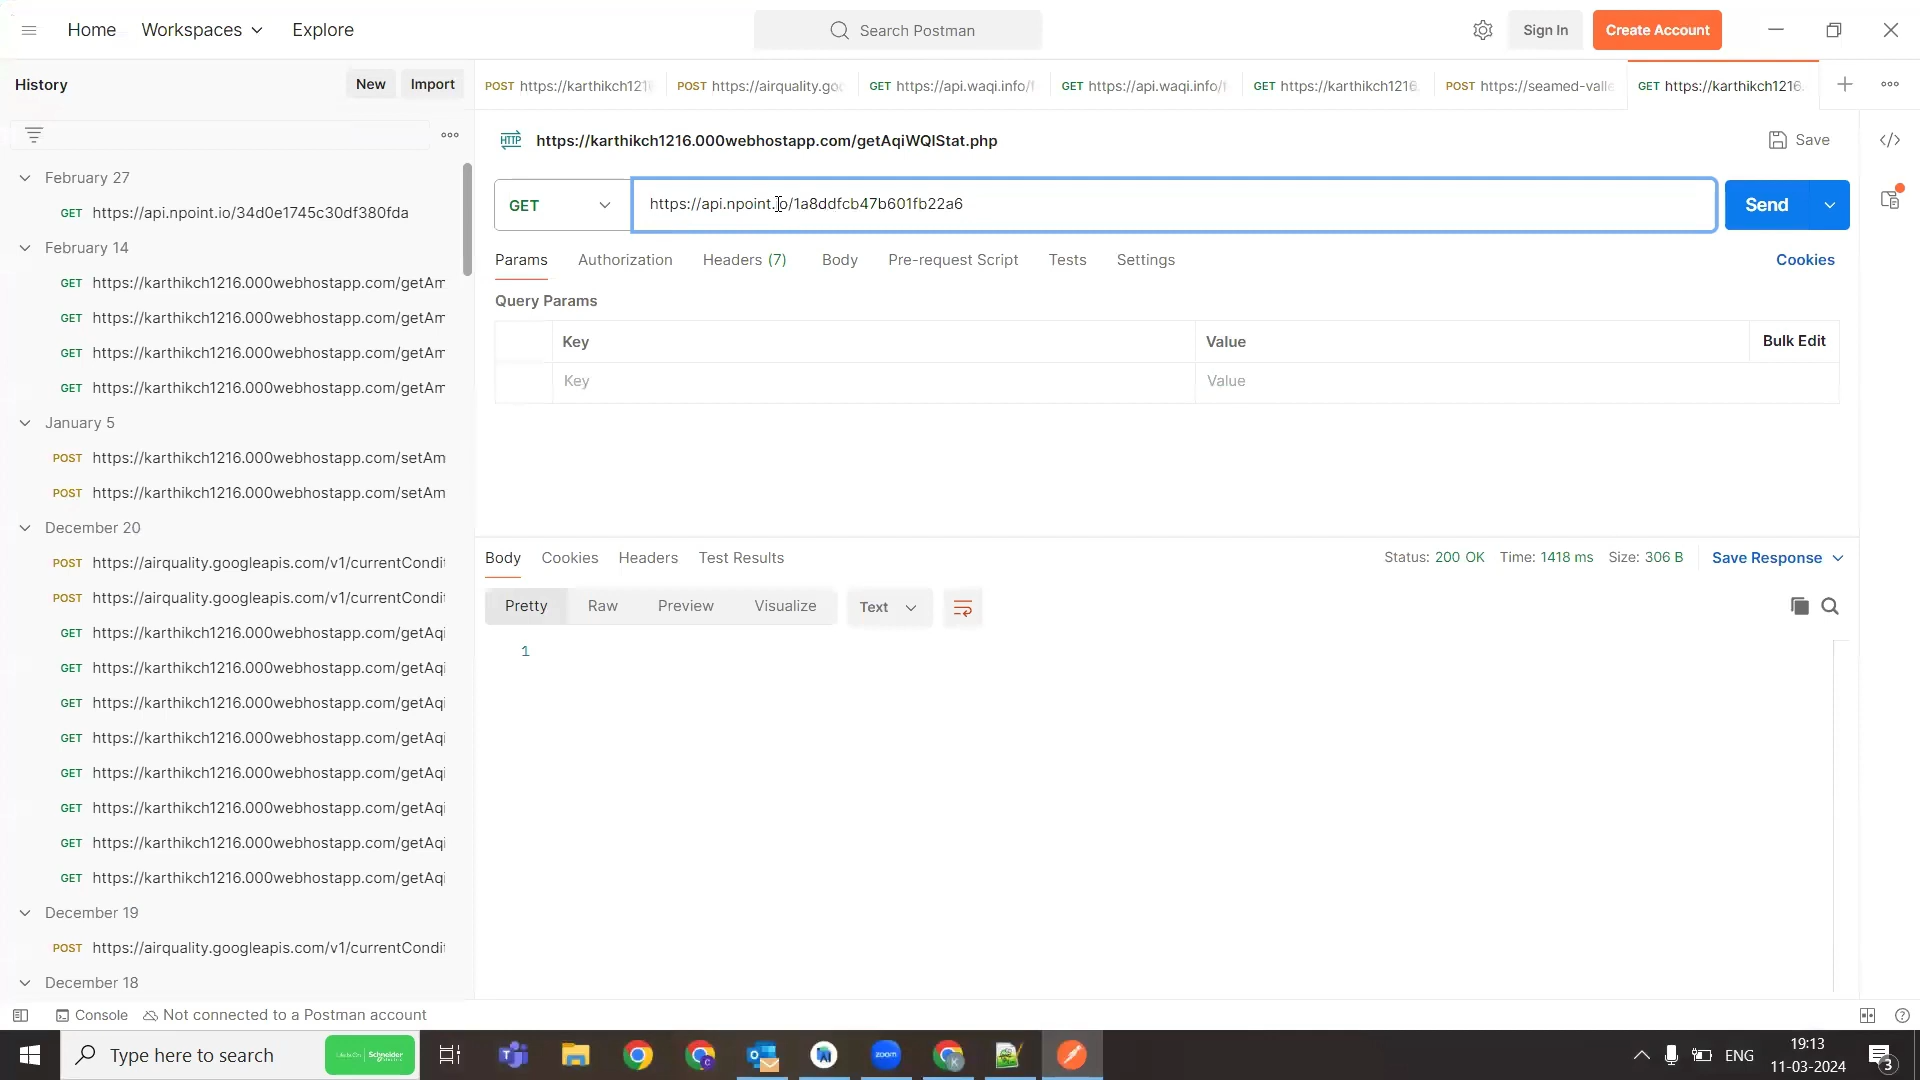 Home Workspaces Explore
Search Postman
Sign In Create Account
History New Import
POST https://karthikch121 POST https://airquality.goo GET https://api.waqi.info/f GET https://api.waqi.info/f GET https://karthikch1216. POST https://seamed-valle GET https://karthikch1216.
HTTP https://karthikch1216.000webhostapp.com/getAqiWQIStat.php Save
GET https://api.npoint.io/1a8ddfcb47b601fb22a6 Send
Params Authorization Headers (7) Body Pre-request Script Tests Settings Cookies
Query Params
Key Value Bulk Edit
Key Value
February 27
GET https://api.npoint.io/34d0e1745c30df380fda
February 14
GET https://karthikch1216.000webhostapp.com/getAm
GET https://karthikch1216.000webhostapp.com/getAm
GET https://karthikch1216.000webhostapp.com/getAm
GET https://karthikch1216.000webhostapp.com/getAm
January 5
POST https://karthikch1216.000webhostapp.com/setAm
POST https://karthikch1216.000webhostapp.com/setAm
December 20
POST https://airquality.googleapis.com/v1/currentCondit
POST https://airquality.googleapis.com/v1/currentCondit
GET https://karthikch1216.000webhostapp.com/getAqi
GET https://karthikch1216.000webhostapp.com/getAqi
GET https://karthikch1216.000webhostapp.com/getAqi
GET https://karthikch1216.000webhostapp.com/getAqi
GET https://karthikch1216.000webhostapp.com/getAqi
GET https://karthikch1216.000webhostapp.com/getAqi
GET https://karthikch1216.000webhostapp.com/getAqi
GET https://karthikch1216.000webhostapp.com/getAqi
December 19
POST https://airquality.googleapis.com/v1/currentCondit
December 18
Body Cookies Headers Test Results Status: 200 OK Time: 1418 ms Size: 306 B Save Response
Pretty Raw Preview Visualize Text
1
Console Not connected to a Postman account
Type here to search
Schneider
zoom
ENG
19:13
11-03-2024
3